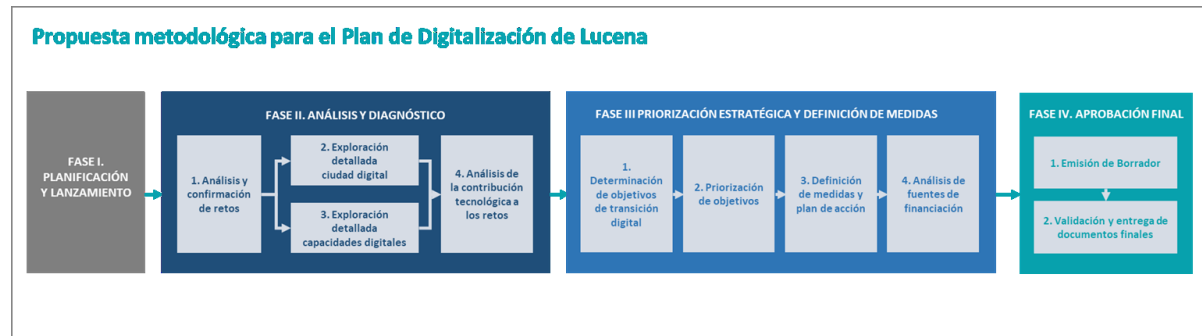 Propuesta metodológica para el Plan de Digitalización de Lucena
FASE I.
PLANIFICACIÓN
Y LANZAMIENTO
FASE II. ANÁLISIS Y DIAGNÓSTICO
1. Análisis y
confirmación
de retos
2. Exploración
detallada
ciudad digital
3. Exploración
detallada
capacidades digitales
4. Análisis de
la contribución
tecnológica a
los retos
FASE III PRIORIZACIÓN ESTRATÉGICA Y DEFINICIÓN DE MEDIDAS
1.
Determinación
de objetivos
de transición
digital
2. Priorización
de objetivos
3. Definición
de medidas y
plan de acción
4. Análisis de
fuentes de
financiación
FASE IV. APROBACIÓN FINAL
1. Emisión de Borrador
2. Validación y entrega de
documentos finales